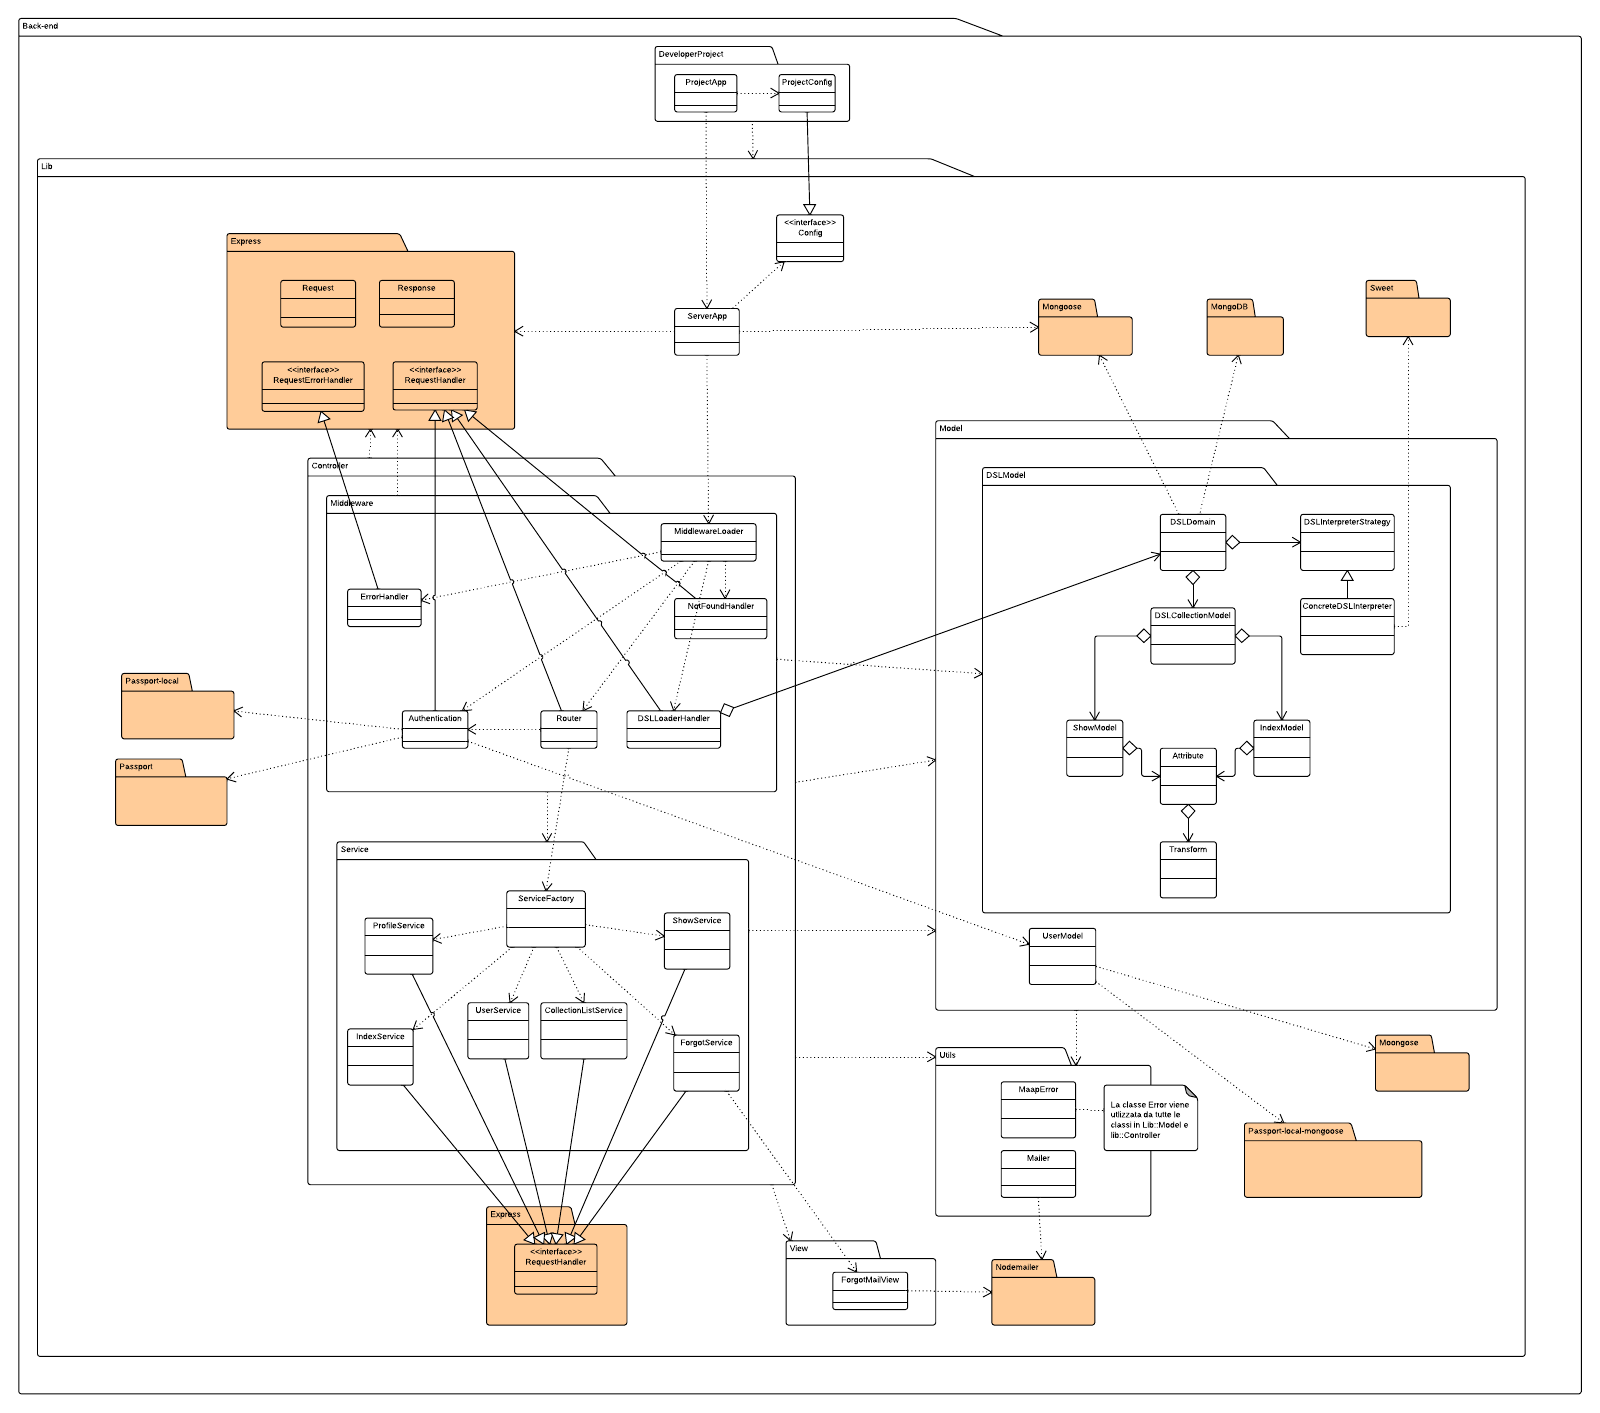 Back-end
DeveloperProject
ProjectApp
ProjectConfig
Lib
<<interface>>
Config
Express
Request
Response
<<interface>>
RequestErrorHandler
<<interface>>
RequestHandler
ServerApp
Mongoose
MongoDB
Sweet
Controller
Middleware
MiddlewareLoader
ErrorHandler
NotFoundHandler
Authentication
Router
DSLLoaderHandler
Passport-local
Passport
Model
DSLModel
DSLDomain
DSLInterpreterStrategy
DSLCollectionModel
ConcreteDSLInterpreter
ShowModel
IndexModel
Attribute
Transform
UserModel
Service
ServiceFactory
ProfileService
ShowService
UserService
CollectionListService
IndexService
ForgotService
Moongose
Utils
MaapError
La classe Error viene
utlizzata da tutte le
classi in Lib::Model e
lib::Controller
Mailer
Passport-local-mongoose
Express
<<interface>>
RequestHandler
View
ForgotMailView
Nodemailer